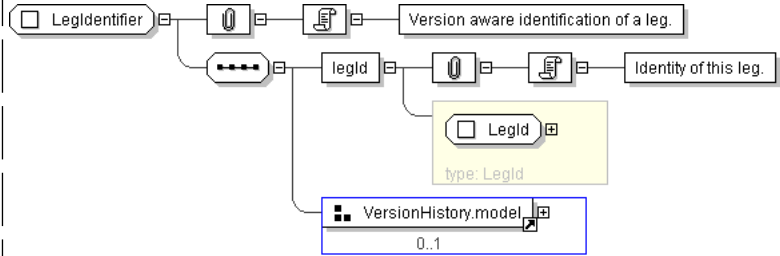 LegIdentifier
Version aware identification of a leg.
legId
Identity of this leg.
LegId
type: LegId
VersionHistory.model
0..1